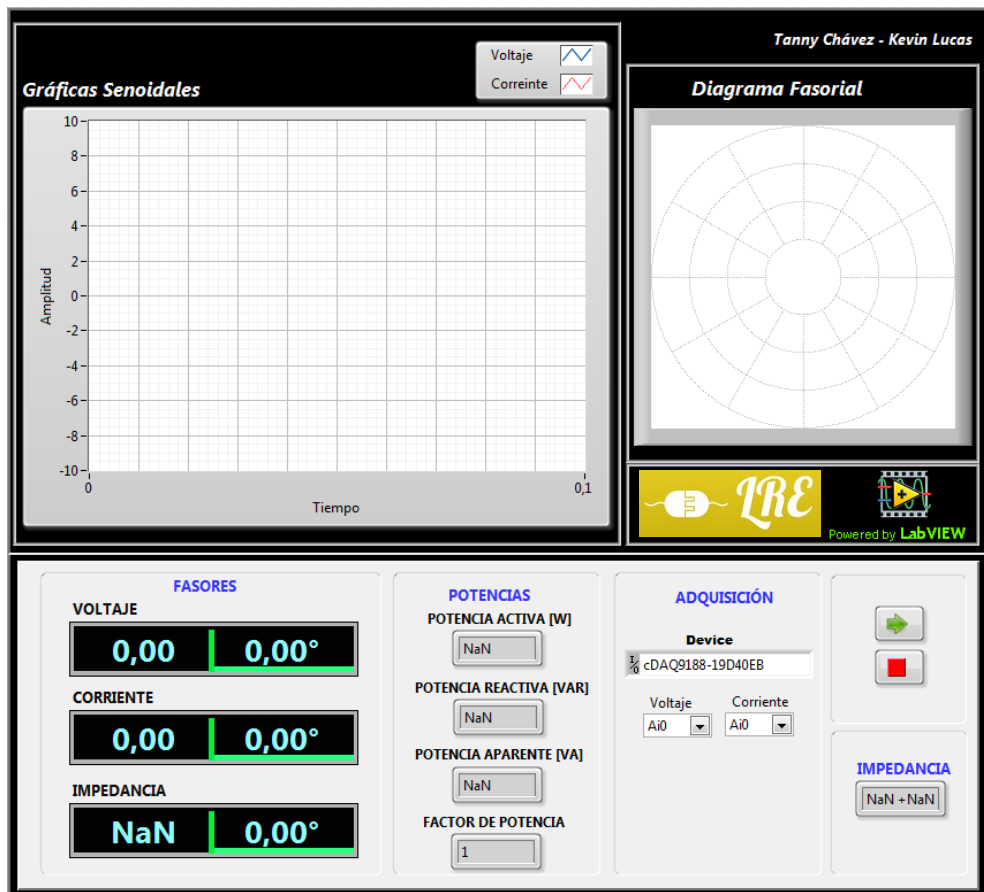 Tanny Chávez - Kevin Lucas
Gráficas Senoidales
Voltaje
Correinte
10
8
6
4
2
0
-2
-4
-6
-8
-10
Amplitud
0
0,1
Tiempo
Diagrama Fasorial
LRE
Powered by LabVIEW
FASORES
VOLTAJE
0,00 0,00°
CORRIENTE
0,00 0,00°
IMPEDANCIA
NaN 0,00°
POTENCIAS
POTENCIA ACTIVA [W]
NaN
POTENCIA REACTIVA [VAR]
NaN
POTENCIA APARENTE [VA]
NaN
FACTOR DE POTENCIA
1
ADQUISICIÓN
Device
I/O cDAQ9188-19D40EB
Voltaje Corriente
Ai0 Ai0
IMPEDANCIA
NaN +NaN